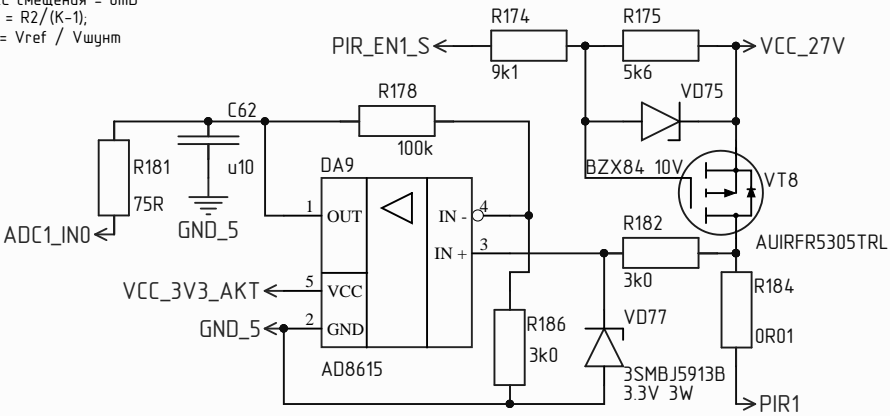 = R2/(K-1);
= Vref / Vшунт
R174
R175
PIR_EN1_S
VCC_27V
9k1
5k6
VD75
R178
C62
100k
R181
u10
DA9
BZX84 10V
VT8
75R
1
OUT
IN -
4
R182
ADC1_IN0
GND_5
IN +
3
AUIRFR5305TRL
3k0
R184
VCC_3V3_AKT
5
VCC
GND_5
2
GND
R186
VD77
0R01
3k0
AD8615
3SMBJ5913B
3.3V 3W
PIR1